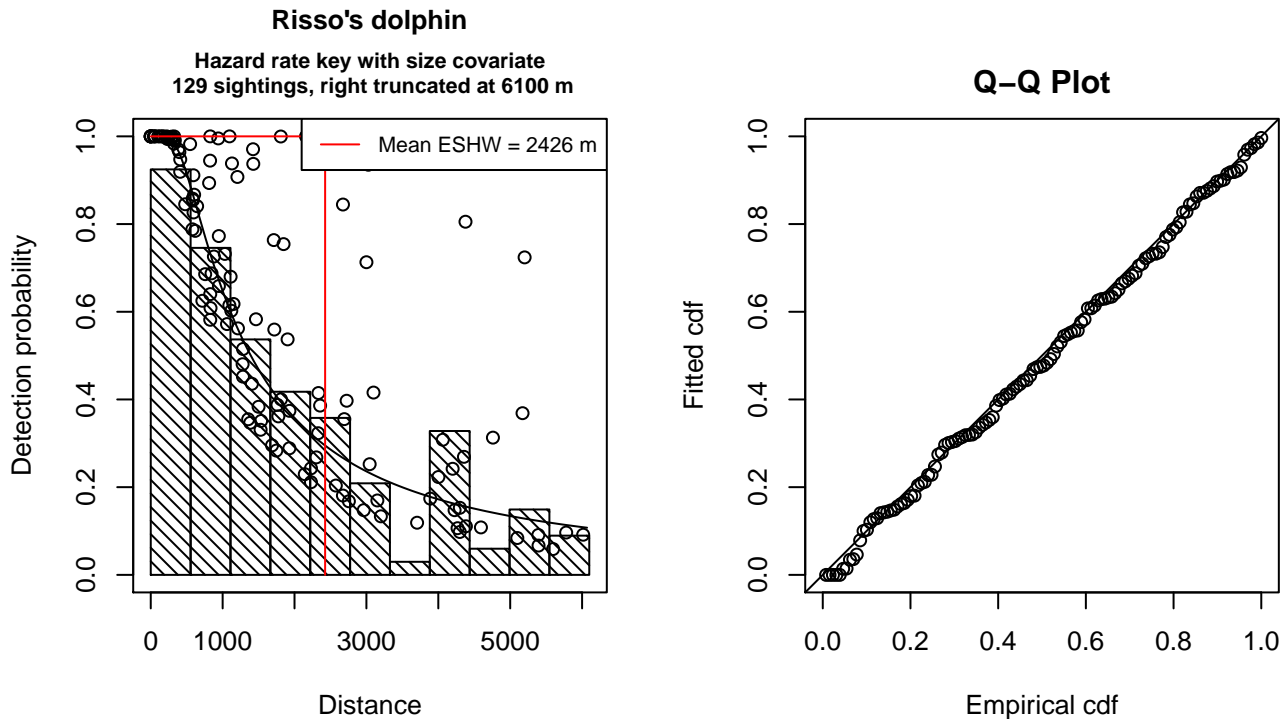 Risso's dolphin
Hazard rate key with size covariate
129 sightings, right truncated at 6100 m
Mean ESHW = 2426 m
Detection probability
1.0
0.8
0.6
0.4
0.2
0.0
0 1000 3000 5000
Distance
Q−Q Plot
Fitted cdf
1.0
0.8
0.6
0.4
0.2
0.0
0.0 0.2 0.4 0.6 0.8 1.0
Empirical cdf